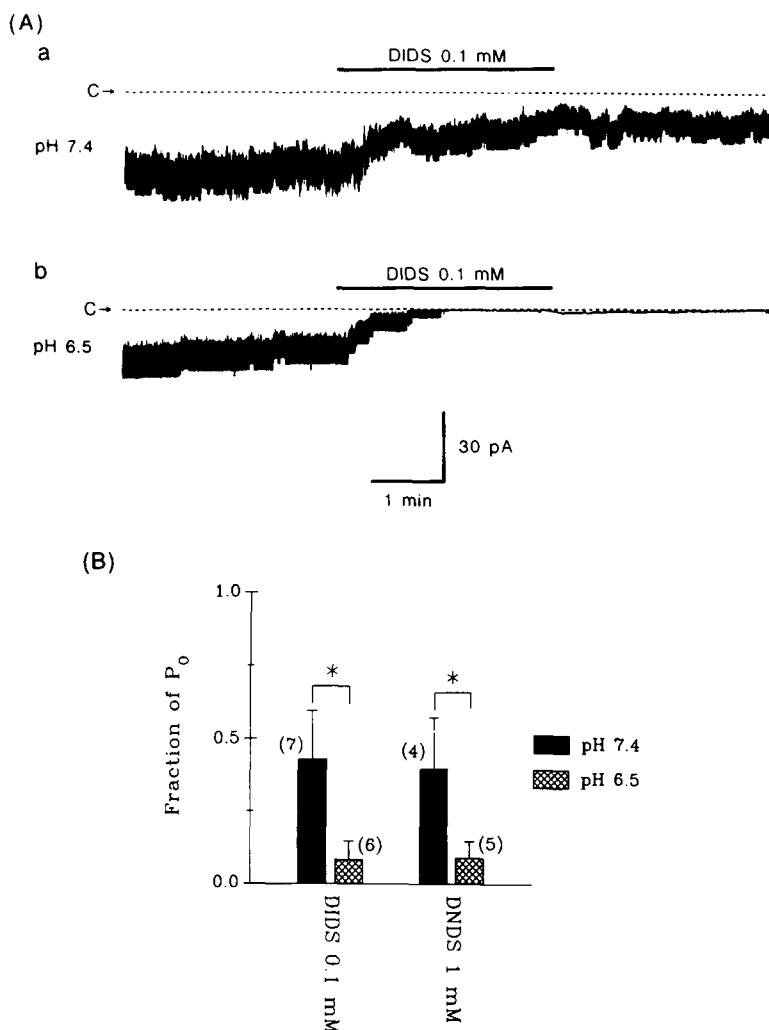 (A)
a
DIDS 0.1 mM
C→
pH 7.4
b
DIDS 0.1 mM
C→
pH 6.5
30 pA
1 min
(B)
1.0
0.5
0.0
Fraction of P₀
*
*
(7)
(6)
(4)
(5)
pH 7.4
pH 6.5
DIDS 0.1 mM
DNDS 1 mM